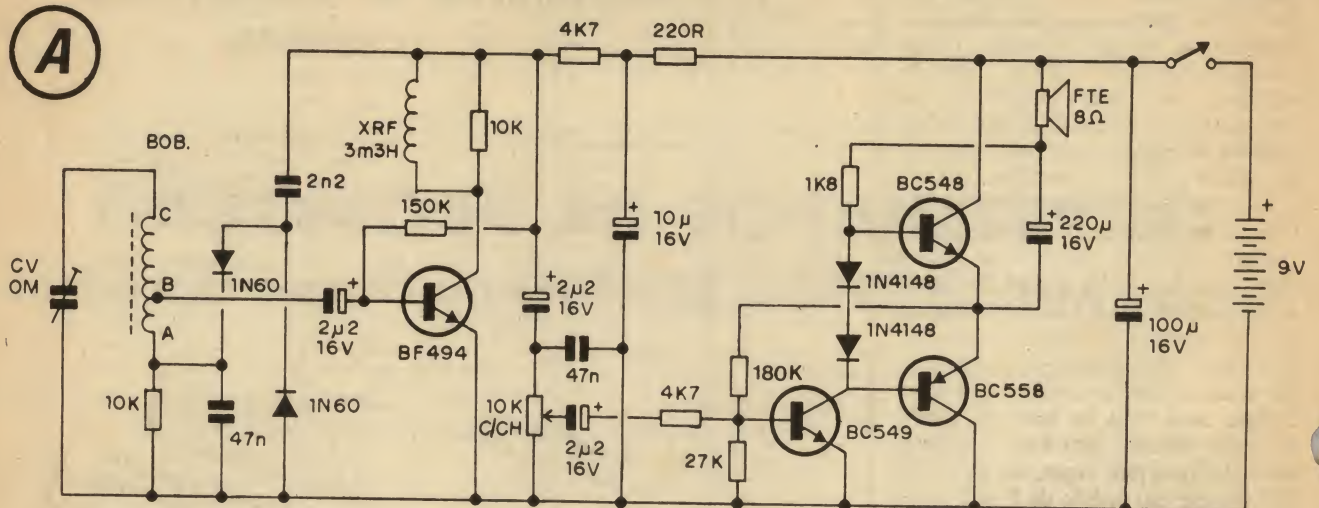 A
4K7
220R
BOB.
XRF
3m3H
10K
FTE
8Ω
2n2
1K8
BC548
CV
OM
C
B
A
1N60
150K
+
10μ
16V
+
220μ
16V
+
9V
1N4148
+
2μ2
16V
BF494
+
2μ2
16V
1N4148
+
100μ
16V
47n
180K
BC558
10K
47n
1N60
10K
C/CH
+
2μ2
16V
4K7
BC549
27K